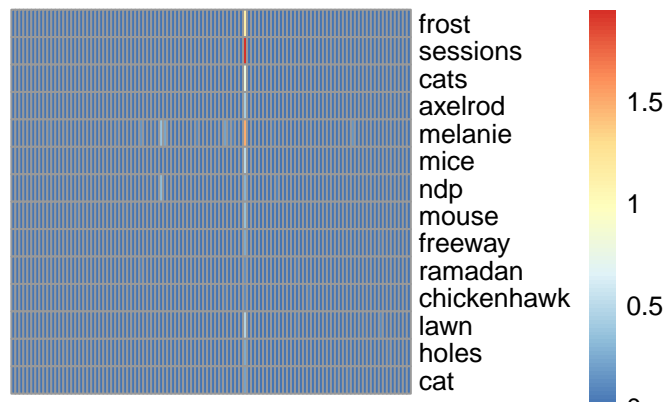 frost
sessions
cats
axelrod
melanie
mice
ndp
mouse
freeway
ramadan
chickenhawk
lawn
holes
cat
1.5
1
0.5